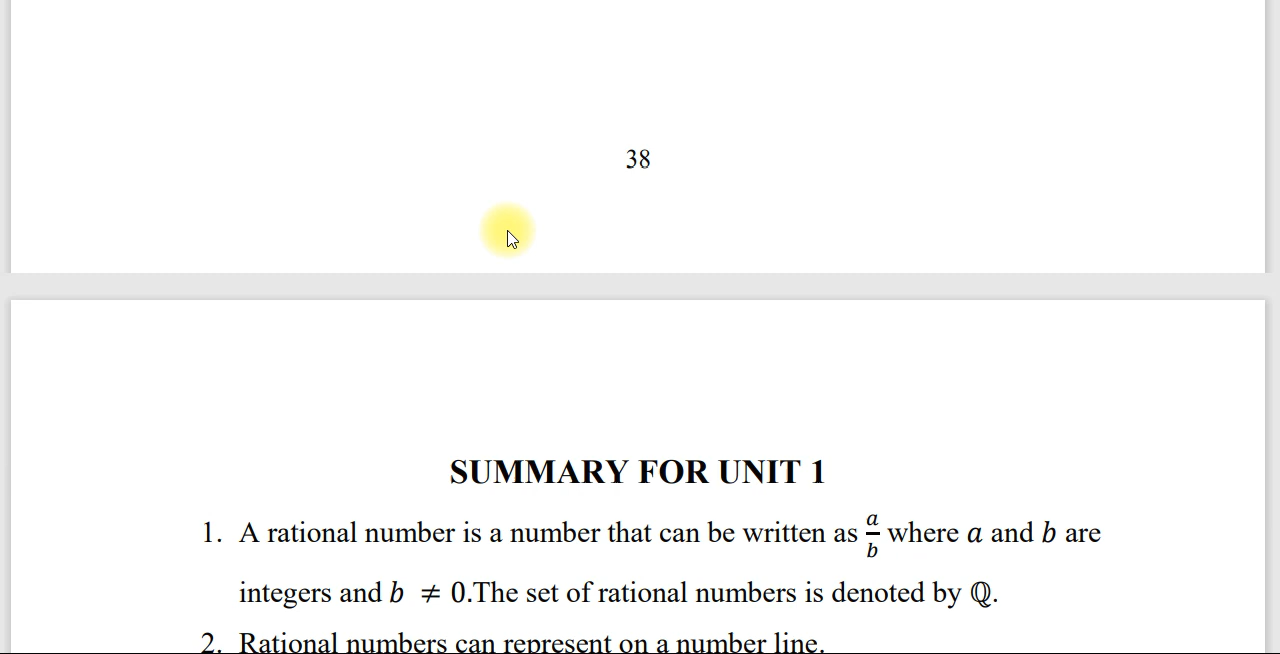 38
SUMMARY FOR UNIT 1
1. A rational number is a number that can be written as a/b where a and b are
integers and b ≠ 0.The set of rational numbers is denoted by ℚ.
2. Rational numbers can represent on a number line.